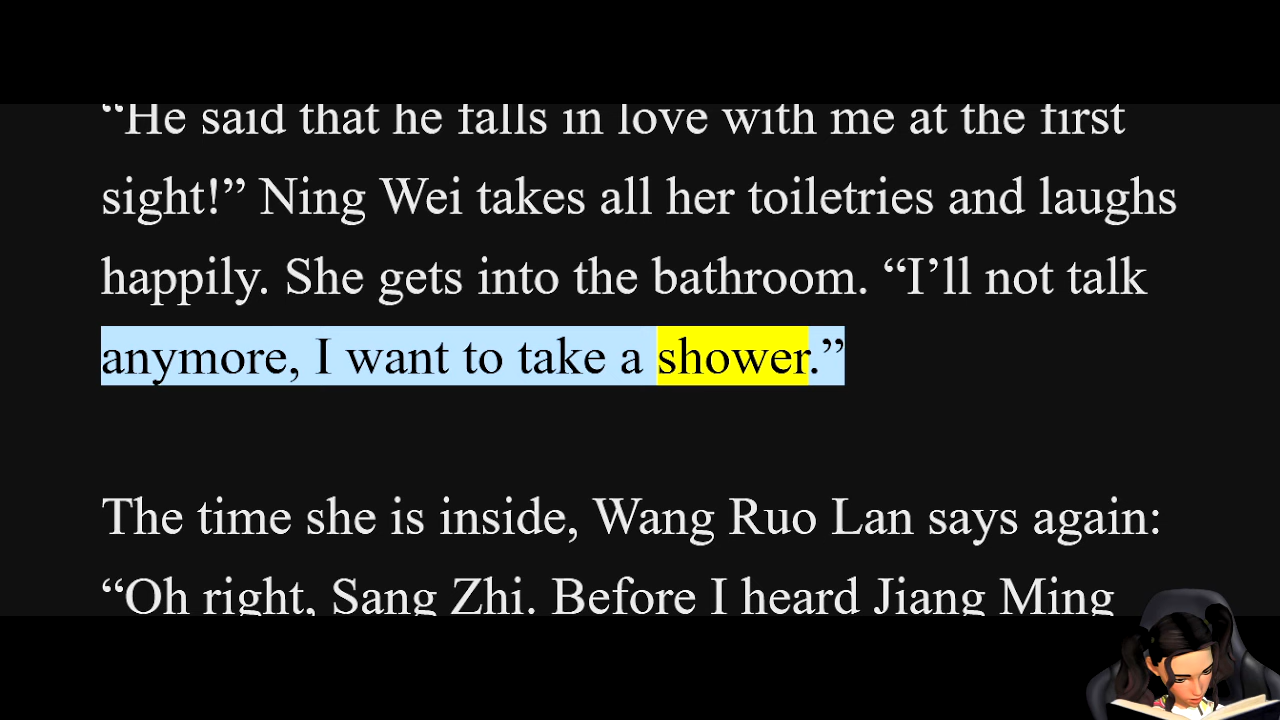 “He said that he falls in love with me at the first
sight!” Ning Wei takes all her toiletries and laughs
happily. She gets into the bathroom. “I’ll not talk
anymore, I want to take a shower.”
The time she is inside, Wang Ruo Lan says again:
“Oh right, Sang Zhi. Before I heard Jiang Ming